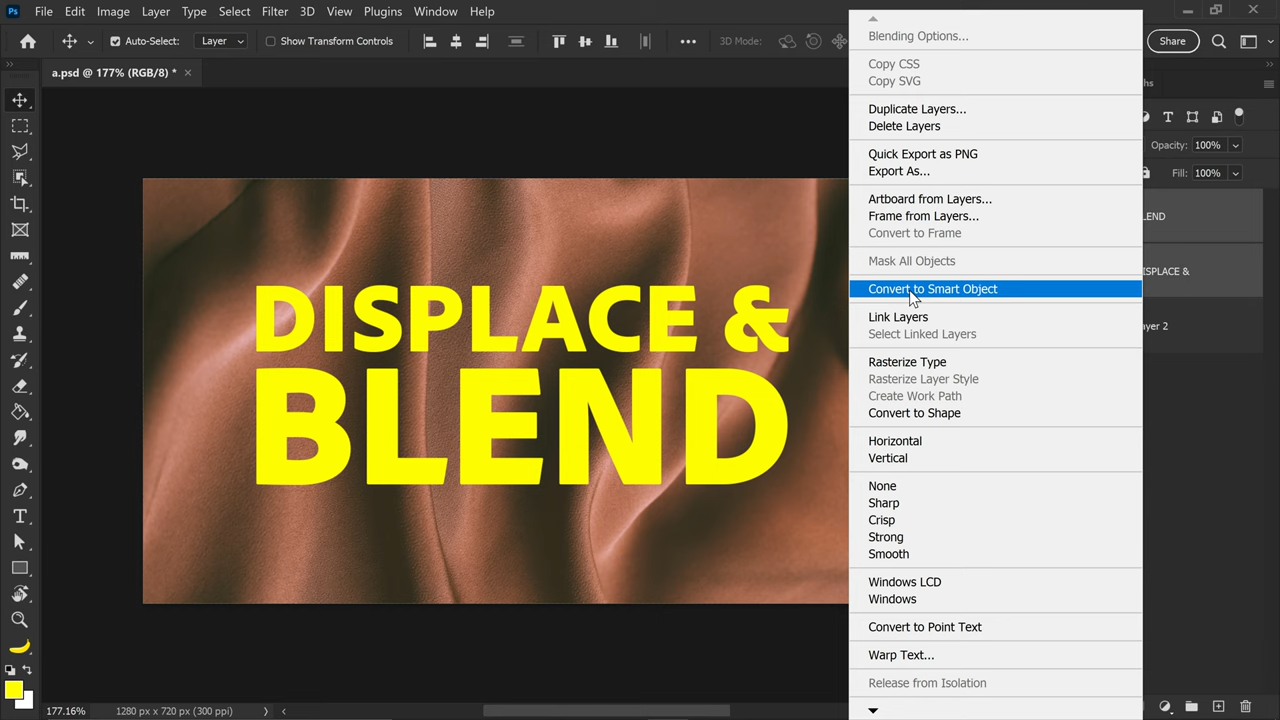 Ps File Edit Image Layer Type Select Filter 3D View Plugins Window Help
Auto-Select: Layer Show Transform Controls 3D Mode: Share
a.psd @ 177% (RGB/8) *
DISPLACE &
BLEND
Blending Options...
Copy CSS
Copy SVG
Duplicate Layers...
Delete Layers
Quick Export as PNG
Export As...
Artboard from Layers...
Frame from Layers...
Convert to Frame
Mask All Objects
Convert to Smart Object
Link Layers
Select Linked Layers
Rasterize Type
Rasterize Layer Style
Create Work Path
Convert to Shape
Horizontal
Vertical
None
Sharp
Crisp
Strong
Smooth
Windows LCD
Windows
Convert to Point Text
Warp Text...
Release from Isolation
hs
Opacity: 100%
Fill: 100%
LEND
ISPLACE &
ayer 2
177.16% 1280 px x 720 px (300 ppi)